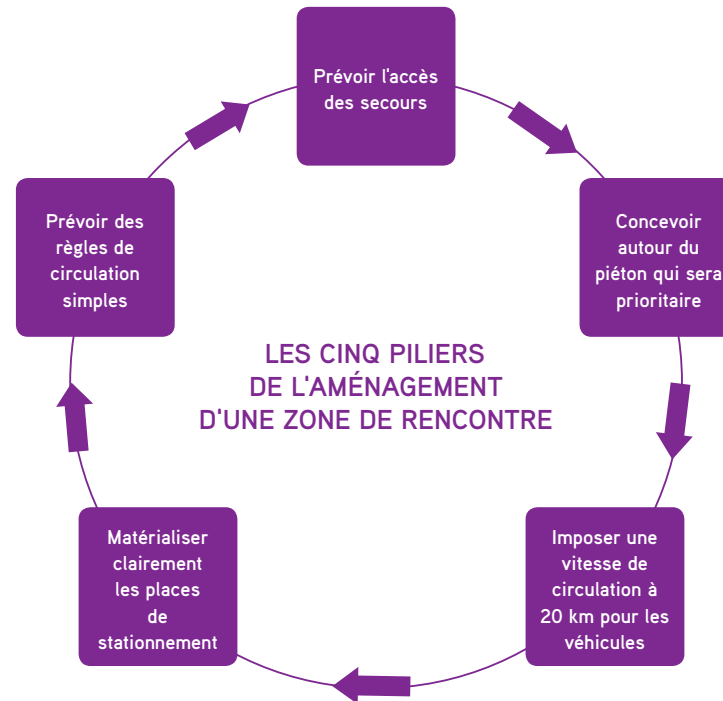 Prévoir l'accès
des secours
Concevoir
autour du
piéton qui sera
prioritaire
Imposer une
vitesse de
circulation à
20 km pour les
véhicules
Matérialiser
clairement
les places
de
stationnement
Prévoir des
règles de
circulation
simples
LES CINQ PILIERS
DE L'AMÉNAGEMENT
D'UNE ZONE DE RENCONTRE